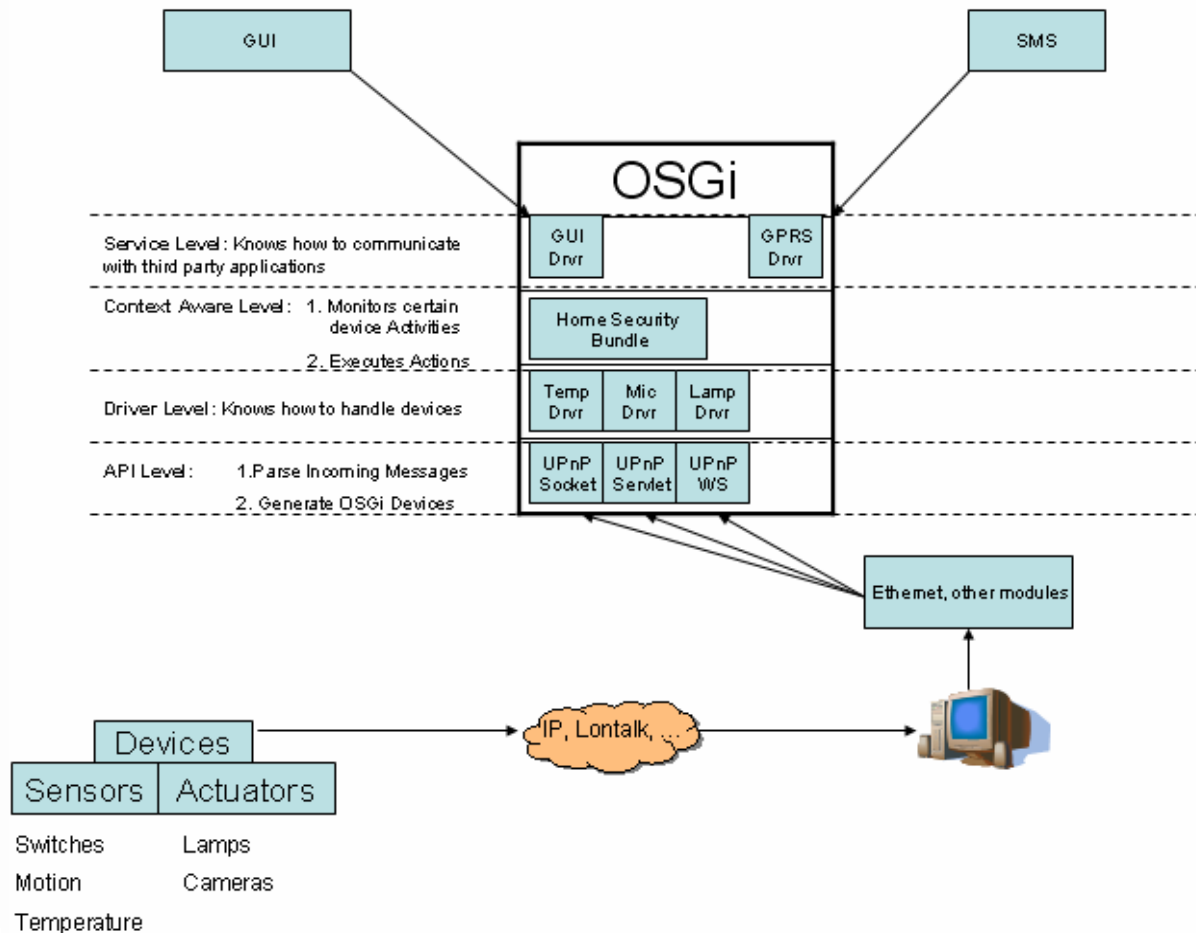 GUI
SMS
OSGi
Service Level: Knows how to communicate
with third party applications
GUI
Drvr
GPRS
Drvr
Context Aware Level: 1. Monitors certain
device Activities
2. Executes Actions
Home Security
Bundle
Driver Level: Knows how to handle devices
Temp
Drvr
Mic
Drvr
Lamp
Drvr
API Level: 1.Parse Incoming Messages
2. Generate OSGi Devices
UPnP
Socket
UPnP
Servlet
UPnP
WS
Ethernet, other modules
IP, Lontalk, ...
Devices
Sensors
Actuators
Switches
Lamps
Motion
Cameras
Temperature